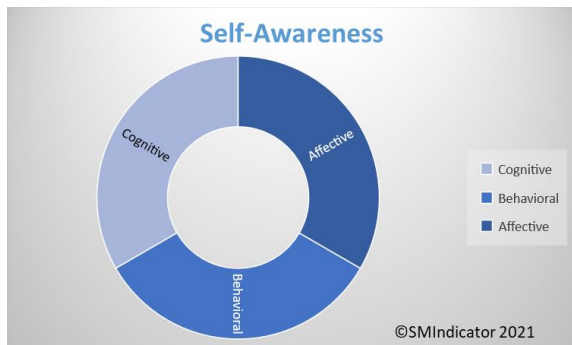 Self-Awareness
Cognitive
Affective
Behavioral
Cognitive
Behavioral
Affective
©SMIndicator 2021